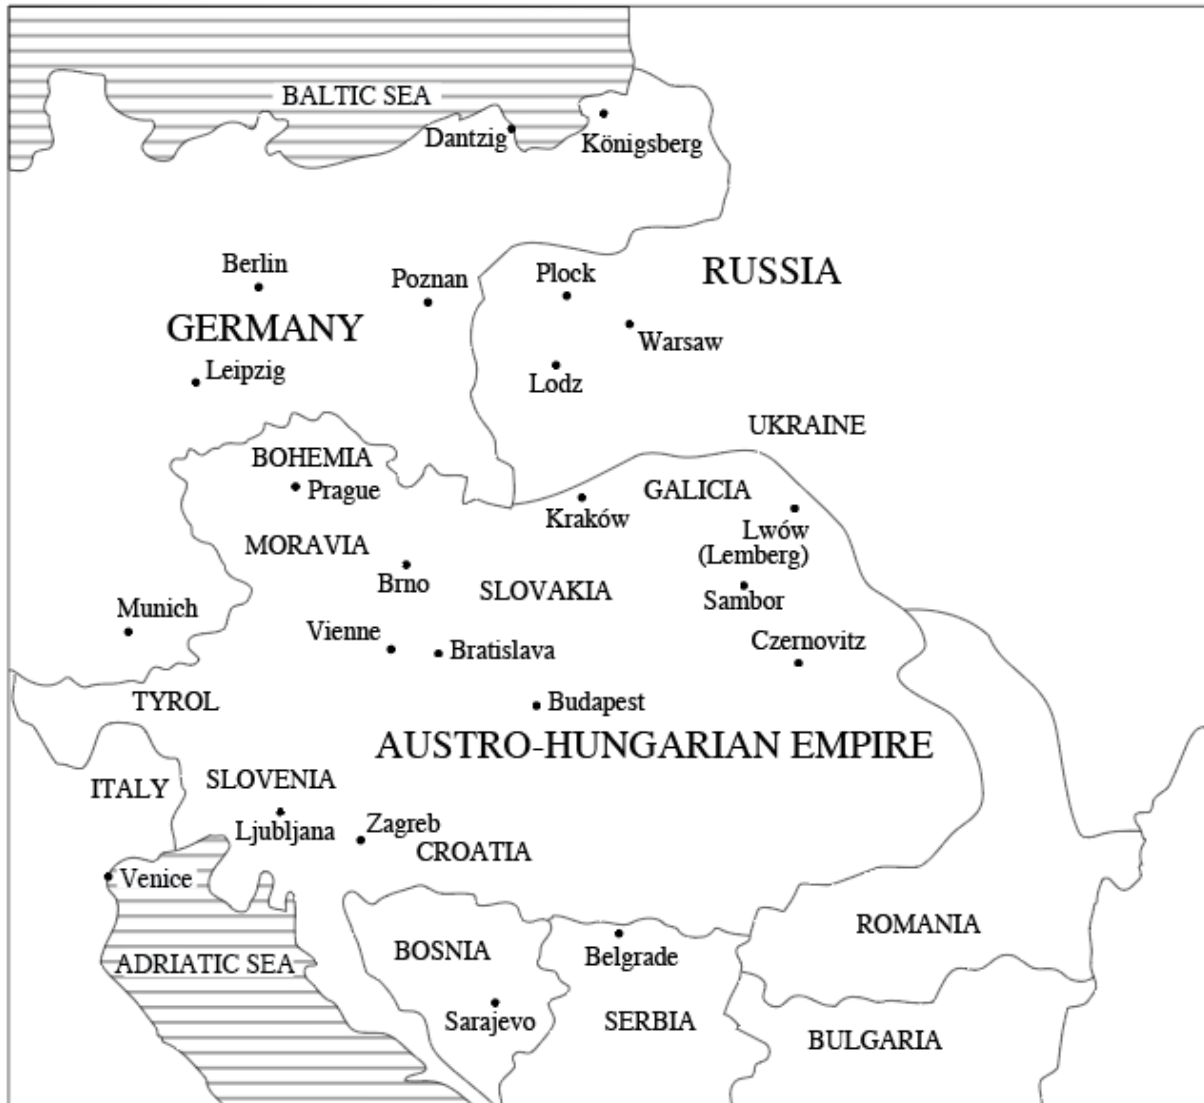 BALTIC SEA
Dantzig
Königsberg
Berlin
Poznan
Plock
RUSSIA
GERMANY
Warsaw
Leipzig
Lodz
UKRAINE
BOHEMIA
Prague
GALICIA
Kraków
Lwów
(Lemberg)
MORAVIA
Brno
SLOVAKIA
Sambor
Munich
Vienne
Bratislava
Czernovitz
TYROL
Budapest
AUSTRO-HUNGARIAN EMPIRE
ITALY
SLOVENIA
Ljubljana
Zagreb
CROATIA
Venice
ROMANIA
BOSNIA
Belgrade
ADRIATIC SEA
Sarajevo
SERBIA
BULGARIA